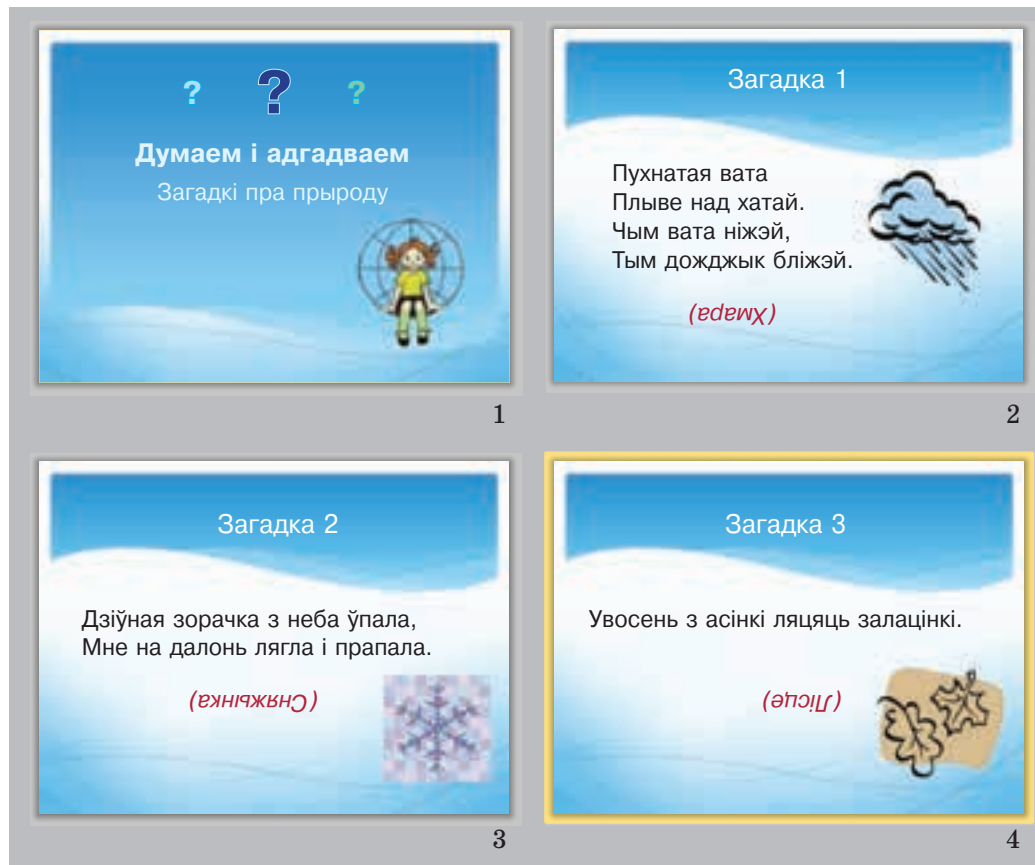 ? ? ?
Думаем і адгадваем
Загадкі пра прыроду
1
Загадка 1
Пухнатая вата
Плыве над хатай.
Чым вата ніжэй,
Тым дожджык бліжэй.
(Хмара)
2
Загадка 2
Дзіўная зорачка з неба ўпала,
Мне на далонь лягла і прапала.
(Сняжынка)
3
Загадка 3
Увосень з асінкі ляцяць залацінкі.
(Лісце)
4